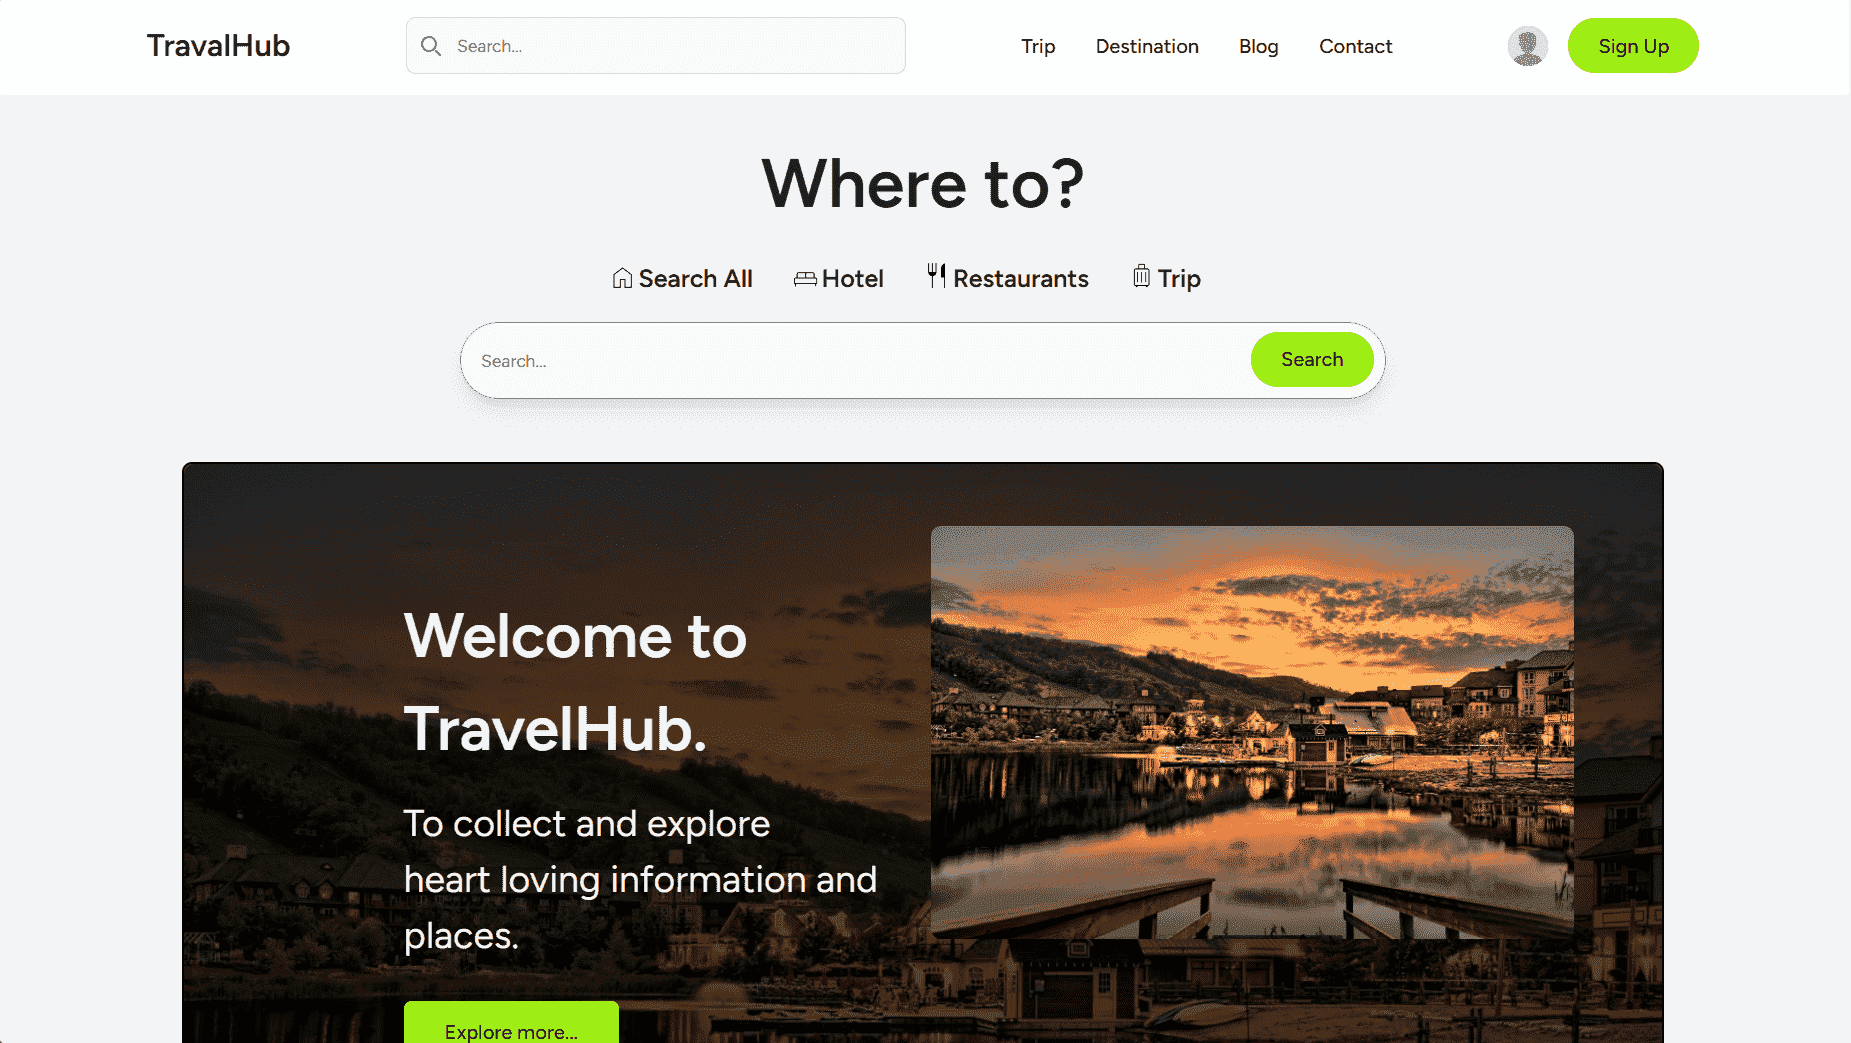 TravalHub
Search...
Trip
Destination
Blog
Contact
Sign Up
Where to?
Search All
Hotel
Restaurants
Trip
Search...
Search
Welcome to
TravelHub.
To collect and explore
heart loving information and
places.
Explore more...